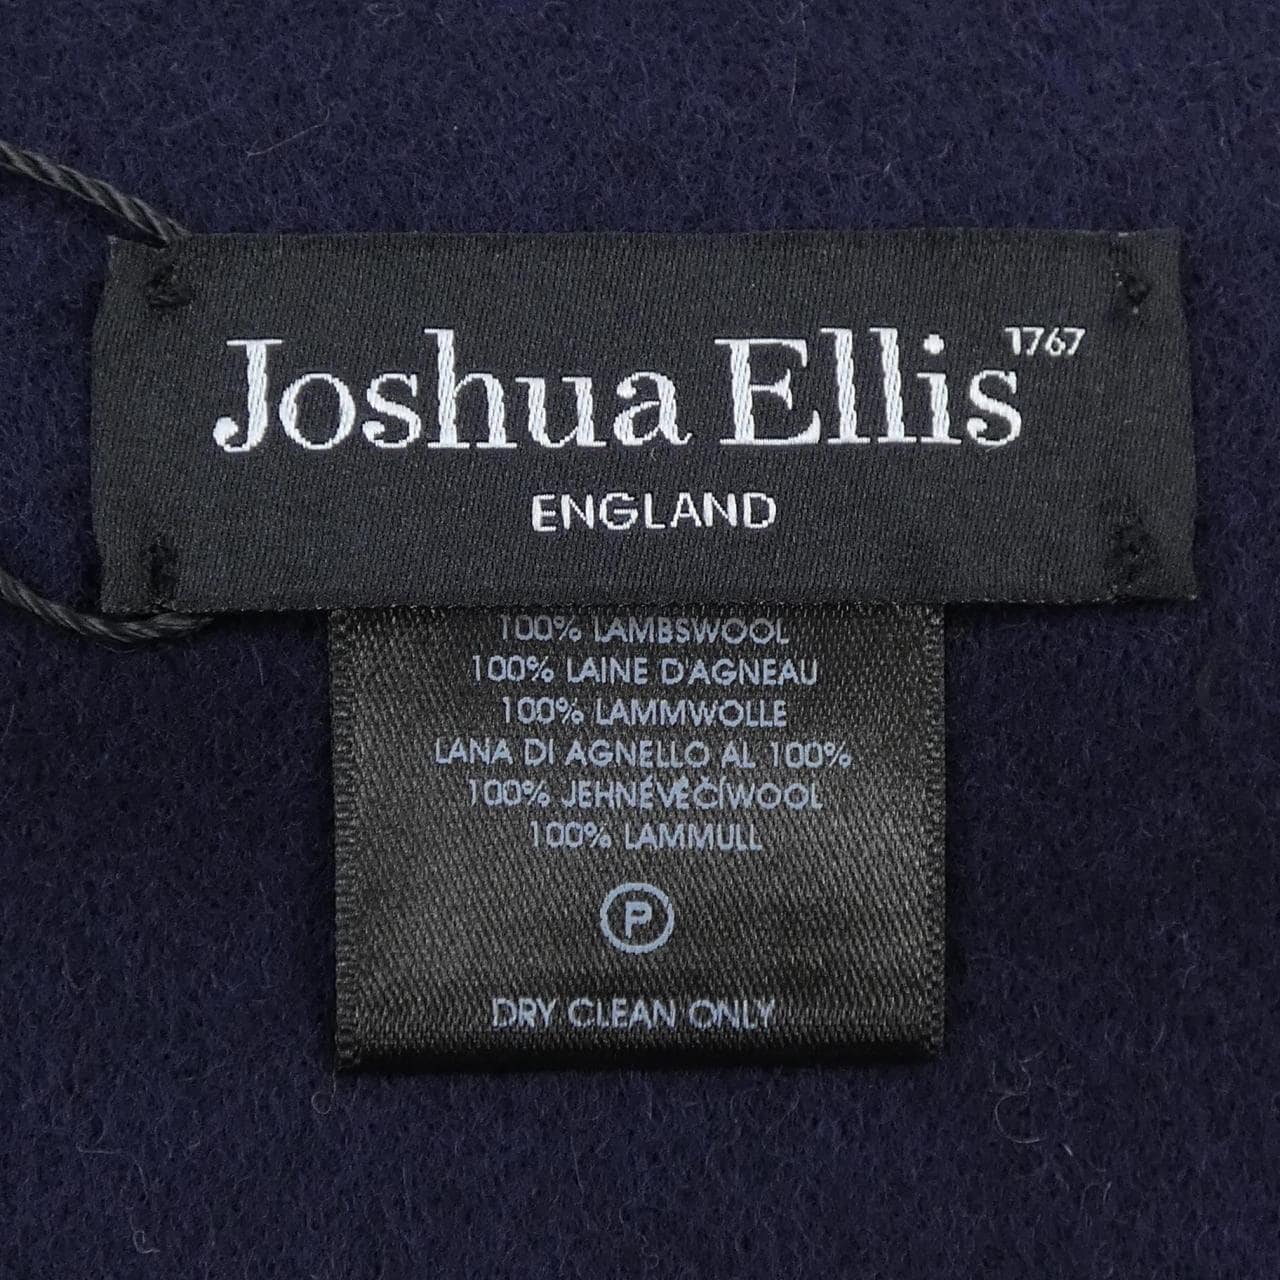 Joshua Ellis 1767
ENGLAND
100% LAMBSWOOL
100% LAINE D'AGNEAU
100% LAMMWOLLE
LANA DI AGNELLO AL 100%
100% JEHNÉVĚČÍWOOL
100% LAMMULL
P
DRY CLEAN ONLY